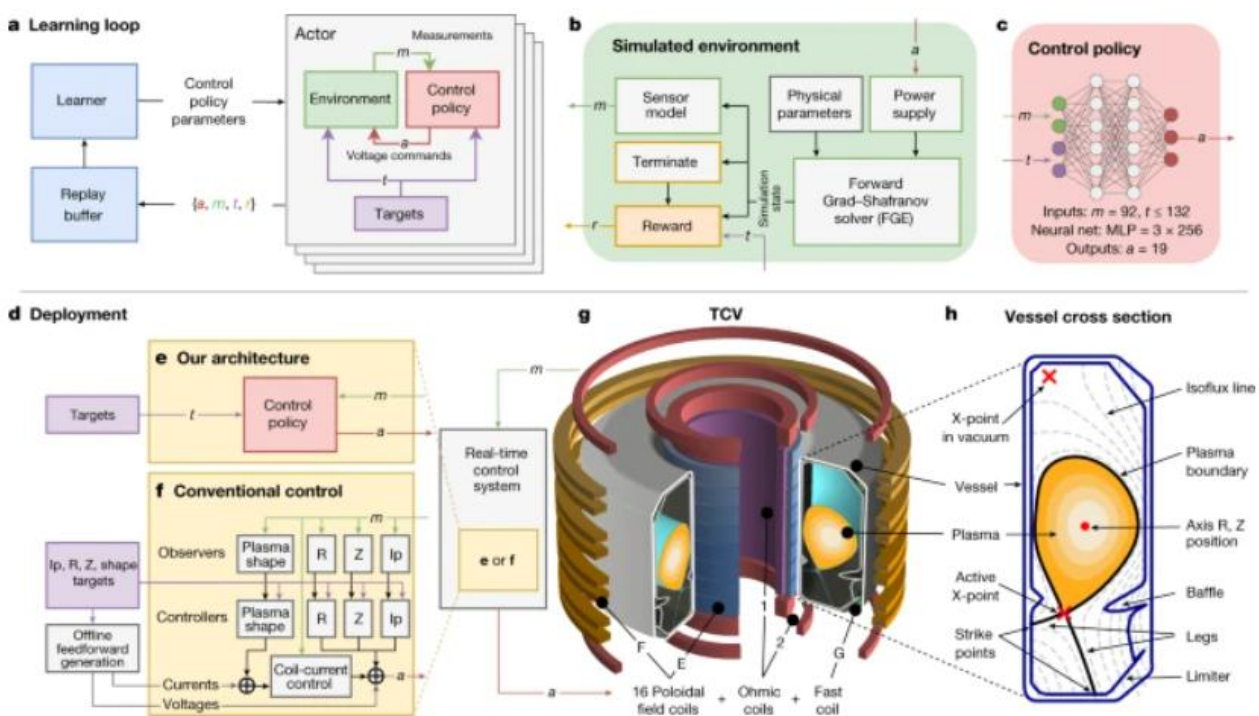 a Learning loop
Learner
Replay
buffer
Control
policy
parameters
{a, m, t, r}
Actor
Measurements
m
Environment
Control
policy
a
Voltage commands
t
Targets
b
Simulated environment
a
m
Sensor
model
Physical
parameters
Power
supply
Terminate
Simulation
state
Forward
Grad–Shafranov
solver (FGE)
r
Reward
t
c
Control policy
m
t
a
Inputs: m = 92, t ≤ 132
Neural net: MLP = 3 × 256
Outputs: a = 19
d Deployment
e Our architecture
Targets
t
Control
policy
m
a
f Conventional control
m
Observers
Plasma
shape
R
Z
Ip
Ip, R, Z, shape
targets
Controllers
Plasma
shape
R
Z
Ip
Offline
feedforward
generation
Coil-current
control
Currents
Voltages
a
m
Real-time
control
system
e or f
a
g
TCV
Vessel
Plasma
1
2
F
E
G
16 Poloidal
field coils
+
Ohmic
coils
+
Fast
coil
h
Vessel cross section
X-point
in vacuum
Active
X-point
Strike
points
Isoflux line
Plasma
boundary
Axis R, Z
position
Baffle
Legs
Limiter